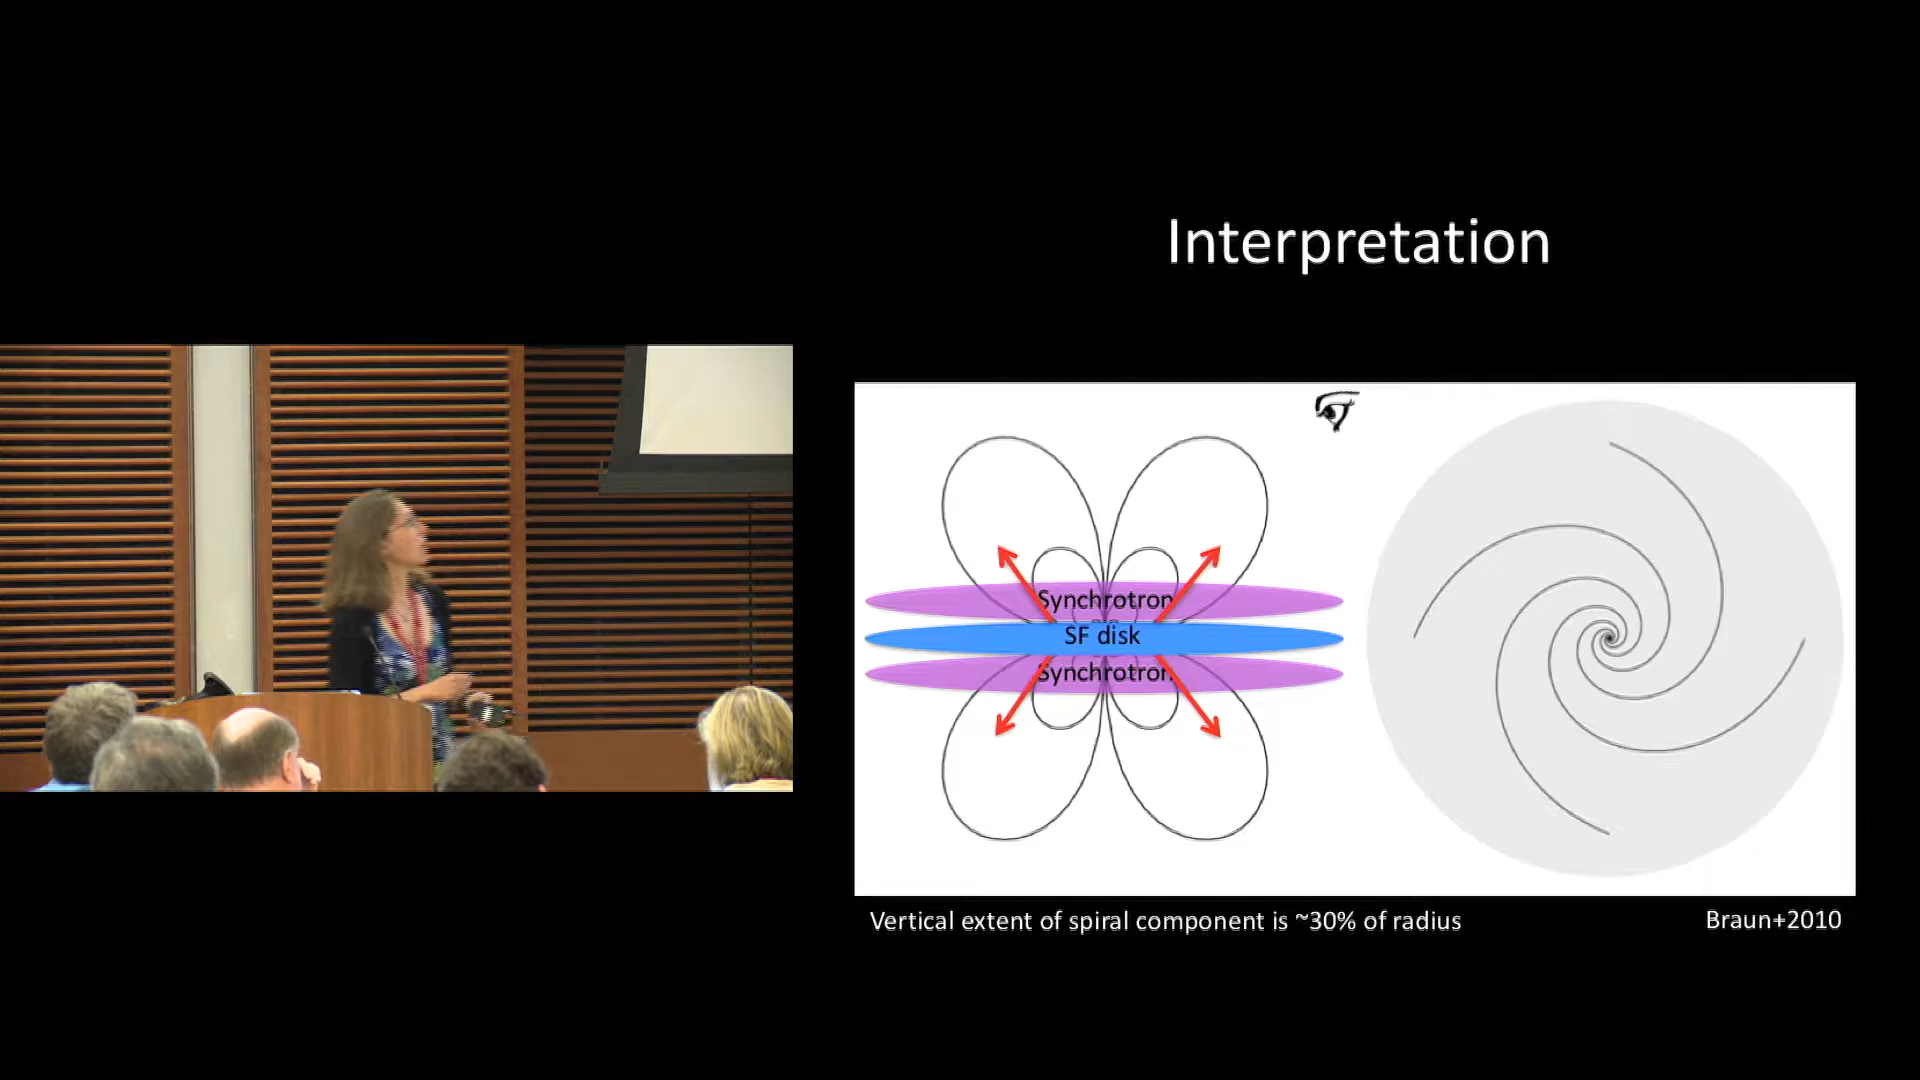 Interpretation
Synchrotron
SF disk
Synchrotron
Vertical extent of spiral component is ~30% of radius
Braun+2010